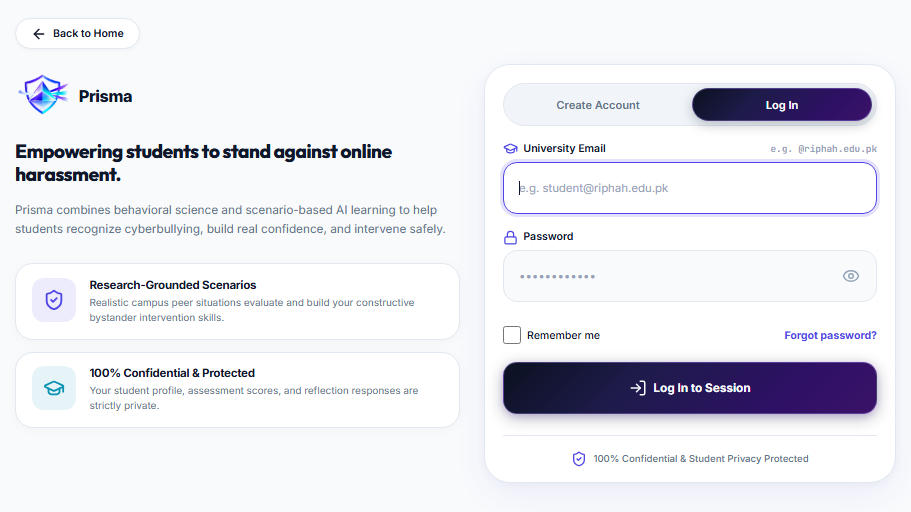 Back to Home
Prisma
Empowering students to stand against online
harassment.
Prisma combines behavioral science and scenario-based AI learning to help
students recognize cyberbullying, build real confidence, and intervene safely.
Research-Grounded Scenarios
Realistic campus peer situations evaluate and build your constructive
bystander intervention skills.
100% Confidential & Protected
Your student profile, assessment scores, and reflection responses are
strictly private.
Create Account
Log In
University Email
e.g. @riphah.edu.pk
e.g. student@riphah.edu.pk
Password
••••••••••••
Remember me
Forgot password?
Log In to Session
100% Confidential & Student Privacy Protected